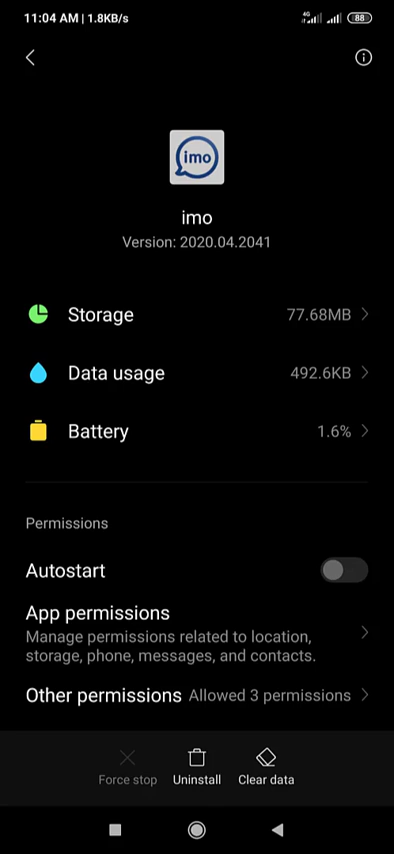 11:04 AM | 1.8KB/s 4G 88
imo
imo
Version: 2020.04.2041
Storage 77.68MB
Data usage 492.6KB
Battery 1.6%
Permissions
Autostart
App permissions
Manage permissions related to location,
storage, phone, messages, and contacts.
Other permissions Allowed 3 permissions
Force stop Uninstall Clear data